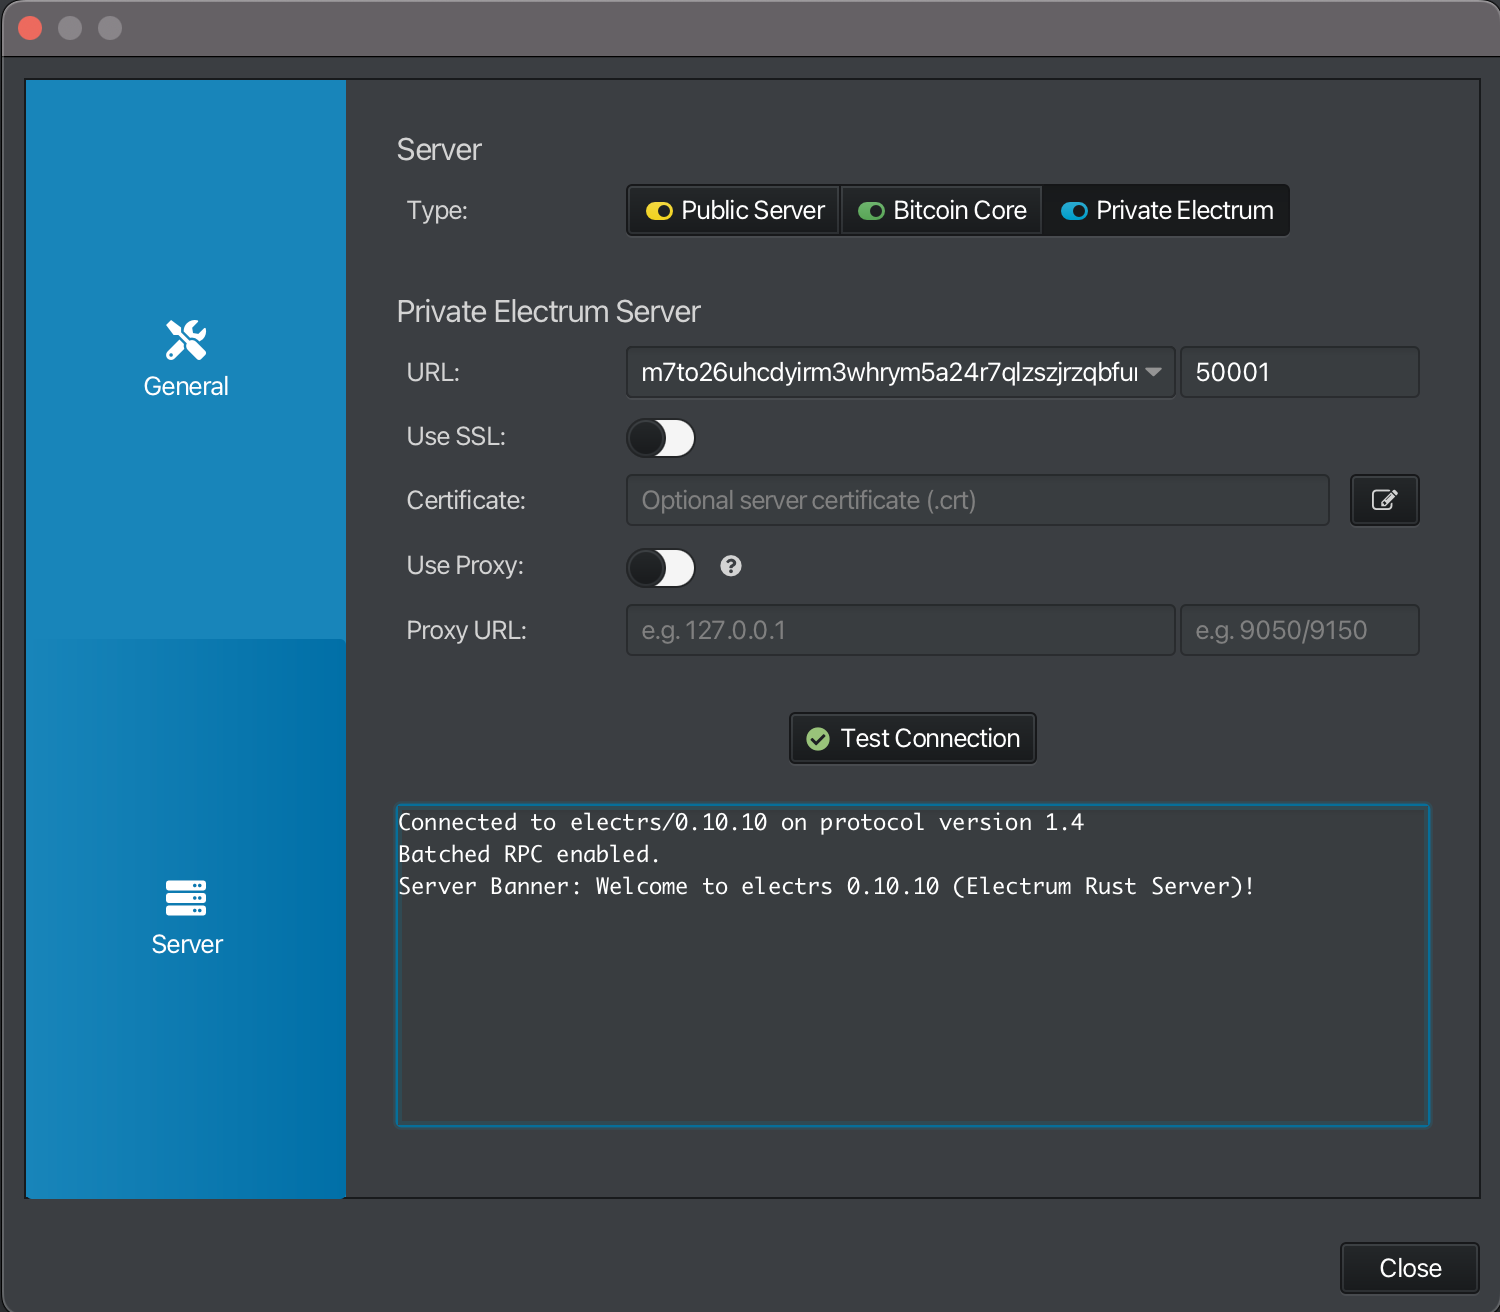 General
Server
Server
Type:
Public Server
Bitcoin Core
Private Electrum
Private Electrum Server
URL:
50001
Use SSL:
Certificate:
Optional server certificate (.crt)
Use Proxy:
?
Proxy URL:
e.g. 127.0.0.1
e.g. 9050/9150
Test Connection
Connected to electrs/0.10.10 on protocol version 1.4
Batched RPC enabled.
Server Banner: Welcome to electrs 0.10.10 (Electrum Rust Server)!
Close